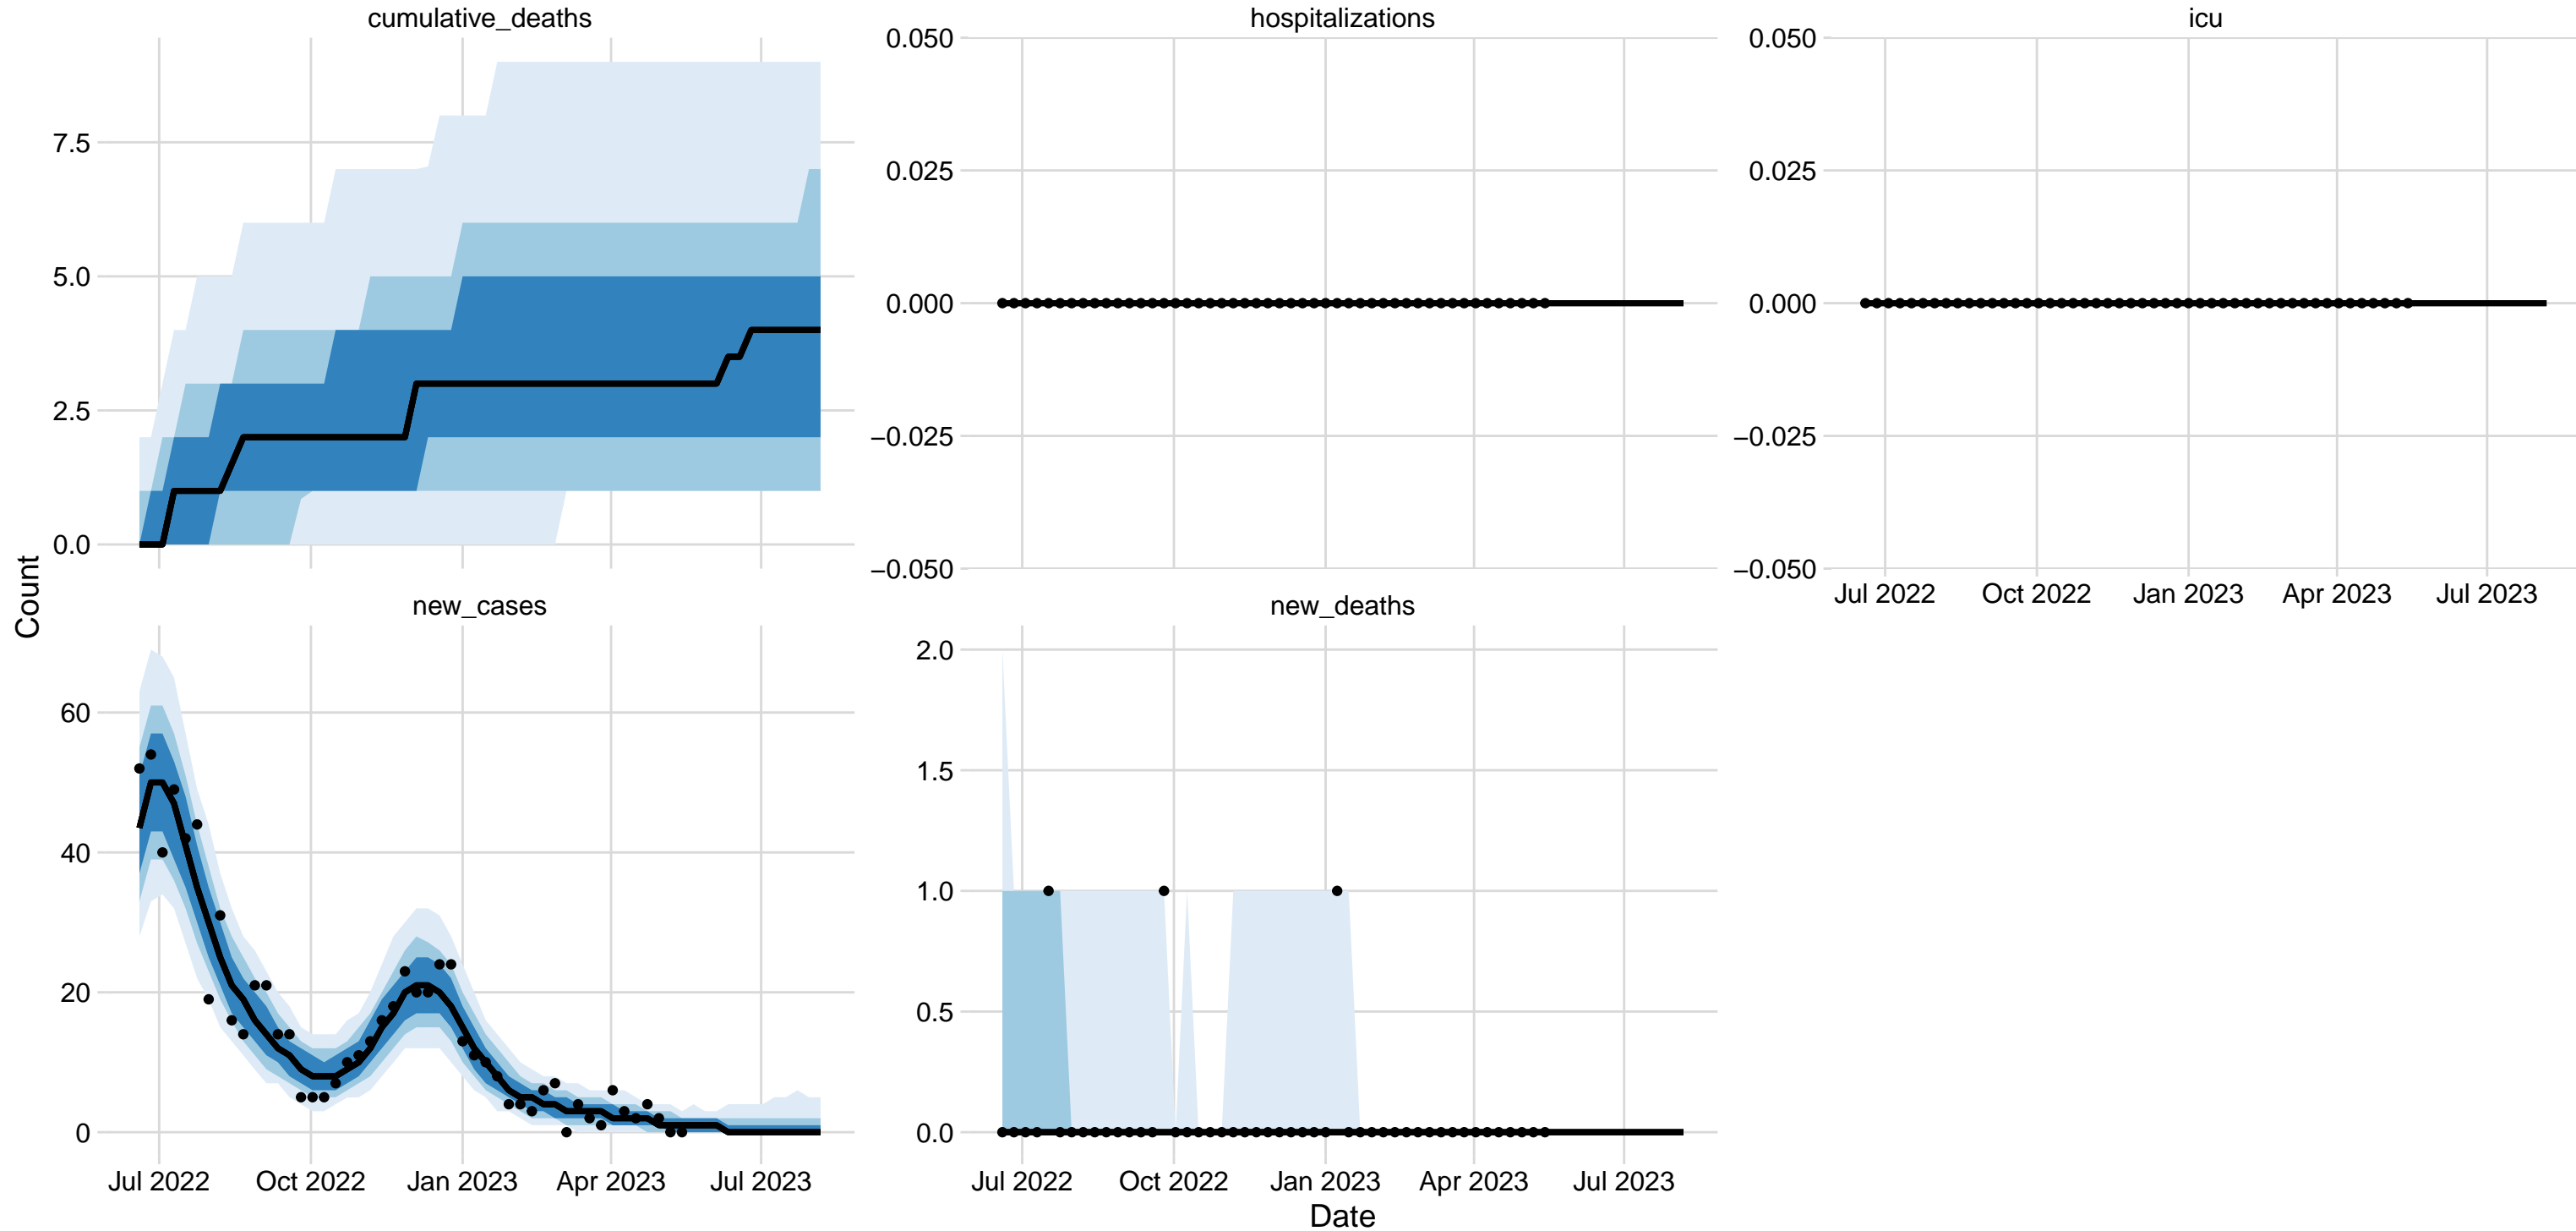 cumulative_deaths
7.5
5.0
2.5
0.0
hospitalizations
0.050
0.025
0.000
−0.025
−0.050
icu
0.050
0.025
0.000
−0.025
−0.050
Jul 2022 Oct 2022 Jan 2023 Apr 2023 Jul 2023
Count
new_cases
60
40
20
0
Jul 2022 Oct 2022 Jan 2023 Apr 2023 Jul 2023
new_deaths
2.0
1.5
1.0
0.5
0.0
Jul 2022 Oct 2022 Jan 2023 Apr 2023 Jul 2023
Date